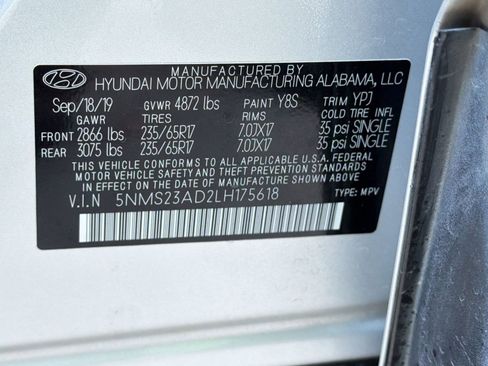 MANUFACTURED BY
HYUNDAI MOTOR MANUFACTURING ALABAMA, LLC
Sep/18/19 GVWR 4872 lbs PAINT Y8S TRIM YPJ
GAWR TIRES RIMS COLD TIRE INFL
FRONT 2866 lbs 235/65R17 7.0JX17 35 psi SINGLE
REAR 3075 lbs 235/65R17 7.0JX17 35 psi SINGLE
THIS VEHICLE CONFORMS TO ALL APPLICABLE U.S.A. FEDERAL
MOTOR VEHICLE SAFETY AND THEFT PREVENTION STANDARDS
IN EFFECT ON THE DATE OF MANUFACTURE SHOWN ABOVE.
V.I.N 5NMS23AD2LH175618 TYPE: MPV